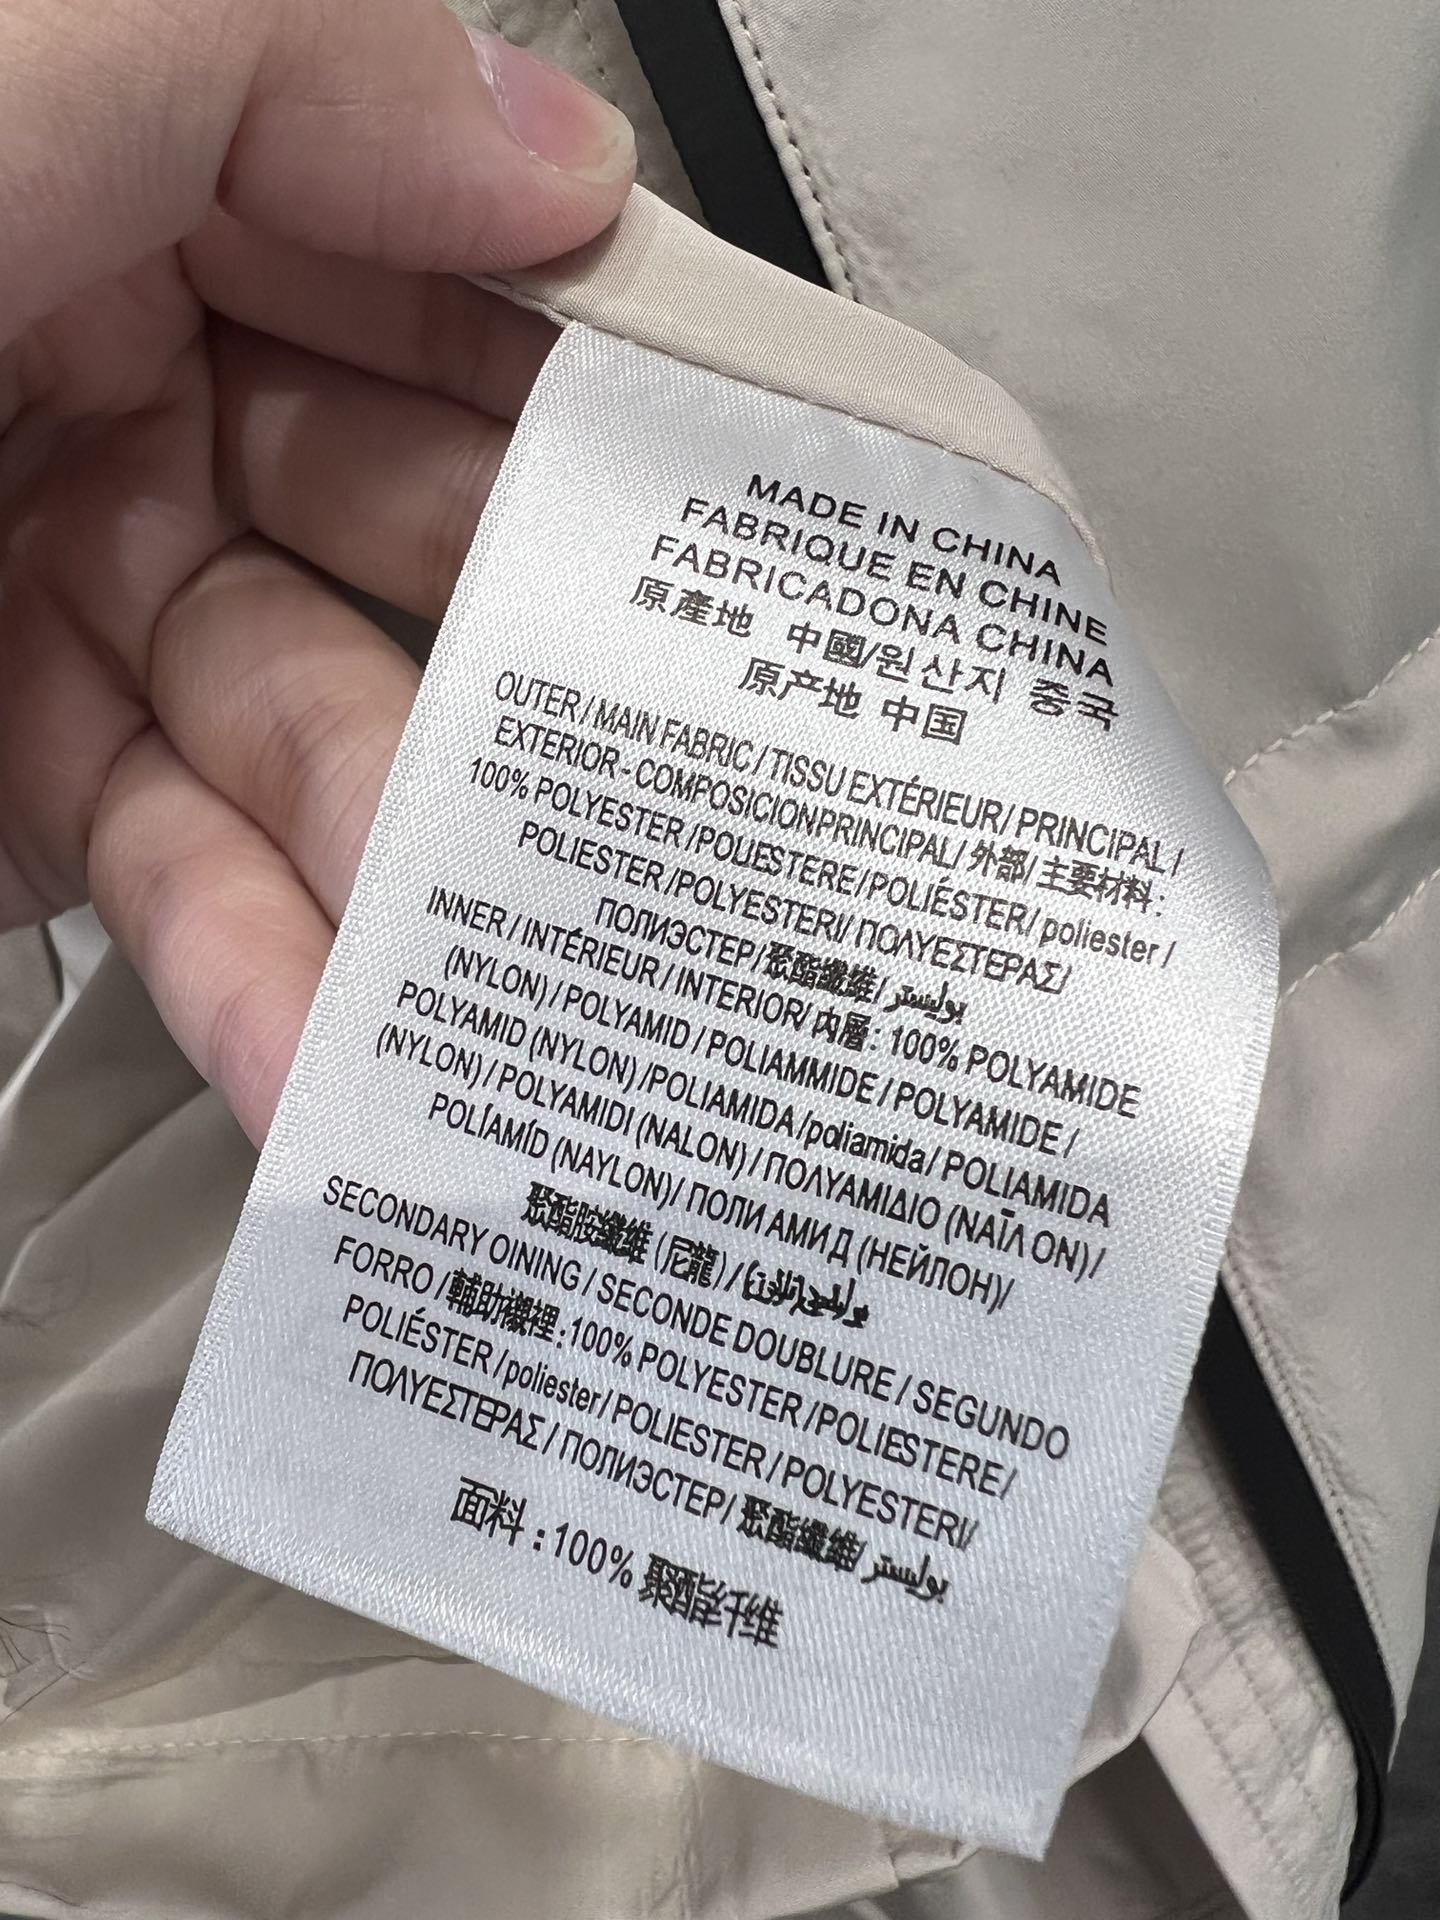 MADE IN CHINA
FABRIQUE EN CHINE
FABRICADONA CHINA
原產地 中國/원산지 중국
原产地 中国
OUTER / MAIN FABRIC / TISSU EXTÉRIEUR/ PRINCIPAL /
EXTERIOR - COMPOSICIONPRINCIPAL/ 外部/ 主要材料 :
100% POLYESTER /POLIESTERE/POLIÉSTER/ poliester /
POLIESTER /POLYESTERI/ ΠΟΛΥΕΣΤΕΡΑΣ/
ПОЛИЭСТЕР/聚酯纖維/ بوليستر
INNER / INTÉRIEUR / INTERIOR/ 内層 : 100% POLYAMIDE
(NYLON) / POLYAMID / POLIAMMIDE / POLYAMIDE /
POLYAMID (NYLON) /POLIAMIDA/poliamida/ POLIAMIDA
(NYLON) / POLYAMIDI (NALON) / ΠΟΛΥΑΜΙΔΙΟ (ΝΑΪΛΟΝ)/
POLÍAMÍD (NAYLON)/ ПОЛИАМИД (НЕЙЛОН)/
聚酯胺纖維 (尼龍) /
SECONDARY OINING / SECONDE DOUBLURE / SEGUNDO
FORRO / 輔助襯裡 : 100% POLYESTER /POLIESTERE/
POLIÉSTER / poliester/ POLIESTER / POLYESTERI/
ΠΟΛΥΕΣΤΕΡΑΣ / ПОЛИЭСТЕР/ 聚酯纖維/ بوليستر
面料 : 100% 聚酯纤维